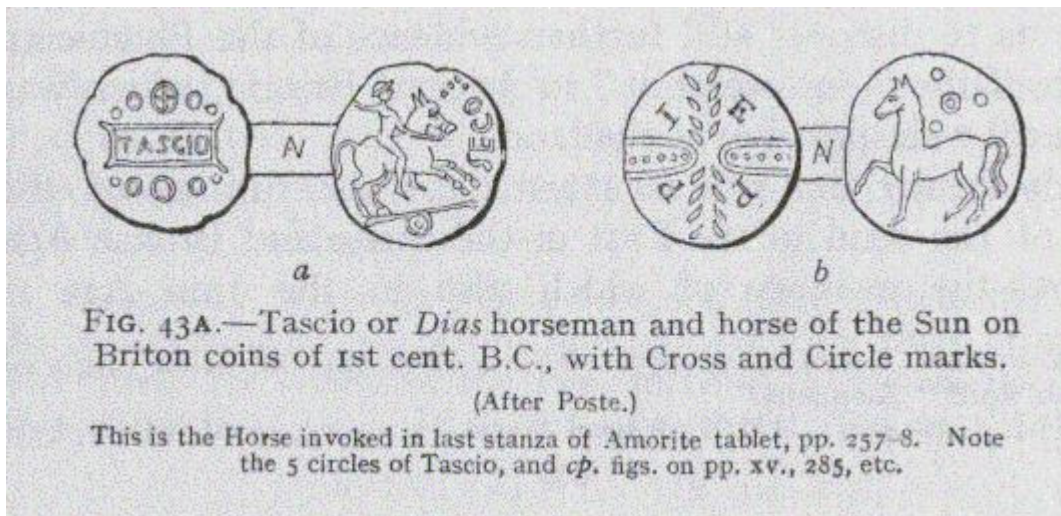 TASCIO
N
SEGO
I E
P P
N
a
b
FIG. 43A.—Tascio or Dias horseman and horse of the Sun on
Briton coins of 1st cent. B.C., with Cross and Circle marks.
(After Poste.)
This is the Horse invoked in last stanza of Amorite tablet, pp. 257-8. Note
the 5 circles of Tascio, and cp. figs. on pp. xv., 285, etc.